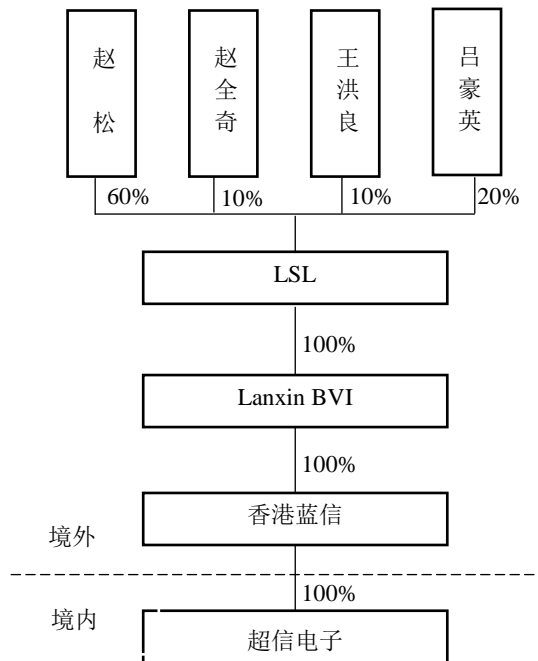 赵松
赵全奇
王洪良
吕豪英
60%
10%
10%
20%
LSL
100%
Lanxin BVI
100%
香港蓝信
境外
100%
境内
超信电子